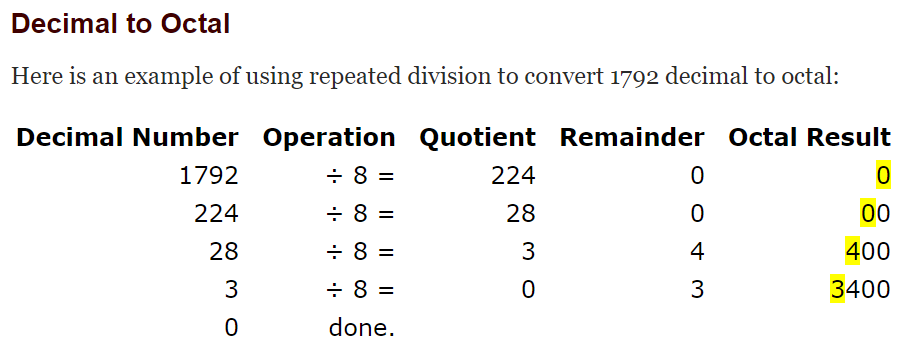 Decimal to Octal
Here is an example of using repeated division to convert 1792 decimal to octal:
Decimal Number Operation Quotient Remainder Octal Result
1792 ÷ 8 = 224 0 0
224 ÷ 8 = 28 0 00
28 ÷ 8 = 3 4 400
3 ÷ 8 = 0 3 3400
0 done.